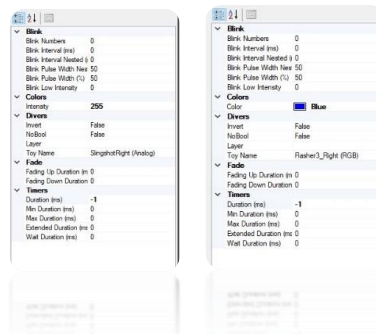 Blink
Blink Numbers 0
Blink Interval (ms) 0
Blink Interval Nested (i 0
Blink Pulse Width Nes 50
Blink Pulse Width (%) 50
Blink Low Intensity 0
Colors
Intensity 255
Divers
Invert False
NoBool False
Layer
Toy Name SlingshotRight (Analog)
Fade
Fading Up Duration (m 0
Fading Down Duration 0
Timers
Duration (ms) -1
Min Duration (ms) 0
Max Duration (ms) 0
Extended Duration (ms 0
Wait Duration (ms) 0
Blink
Blink Numbers 0
Blink Interval (ms) 0
Blink Interval Nested (i 0
Blink Pulse Width Nes 50
Blink Pulse Width (%) 50
Blink Low Intensity 0
Colors
Color Blue
Divers
Invert False
NoBool False
Layer
Toy Name Flasher3_Right (RGB)
Fade
Fading Up Duration (m 0
Fading Down Duration 0
Timers
Duration (ms) -1
Min Duration (ms) 0
Max Duration (ms) 0
Extended Duration (ms 0
Wait Duration (ms) 0